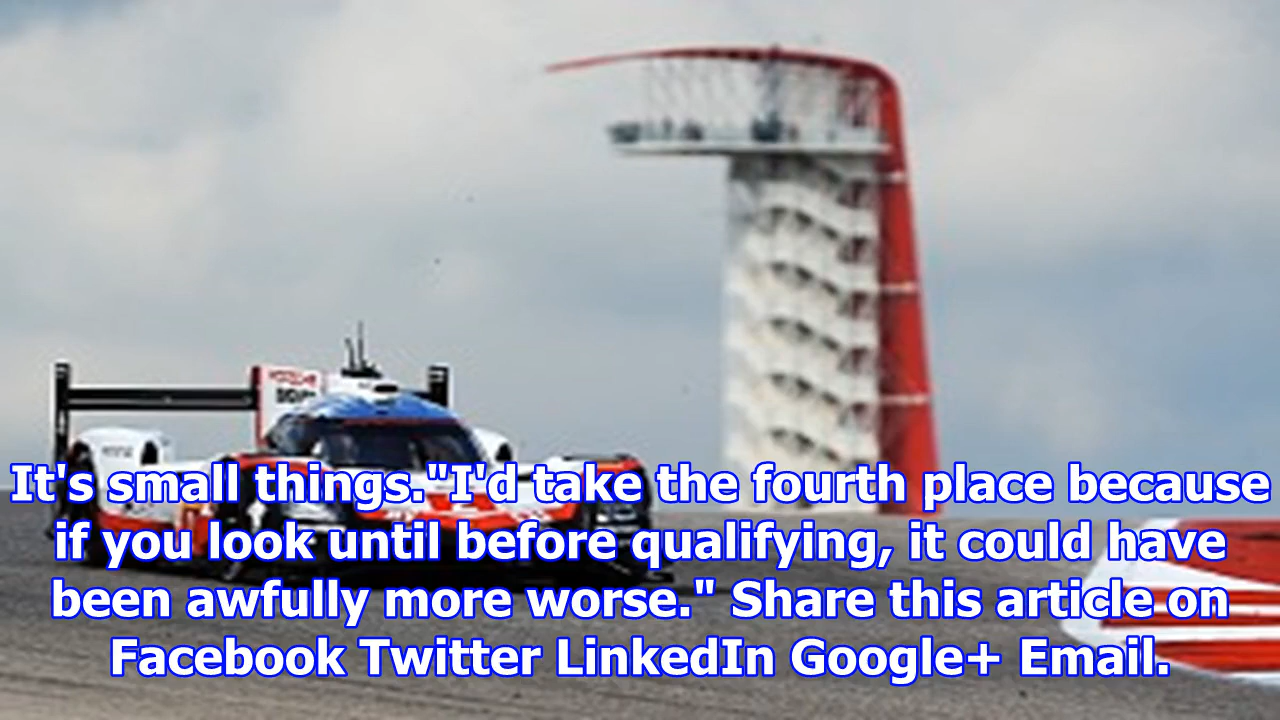 It's small things."I'd take the fourth place because
if you look until before qualifying, it could have
been awfully more worse." Share this article on
Facebook Twitter LinkedIn Google+ Email.